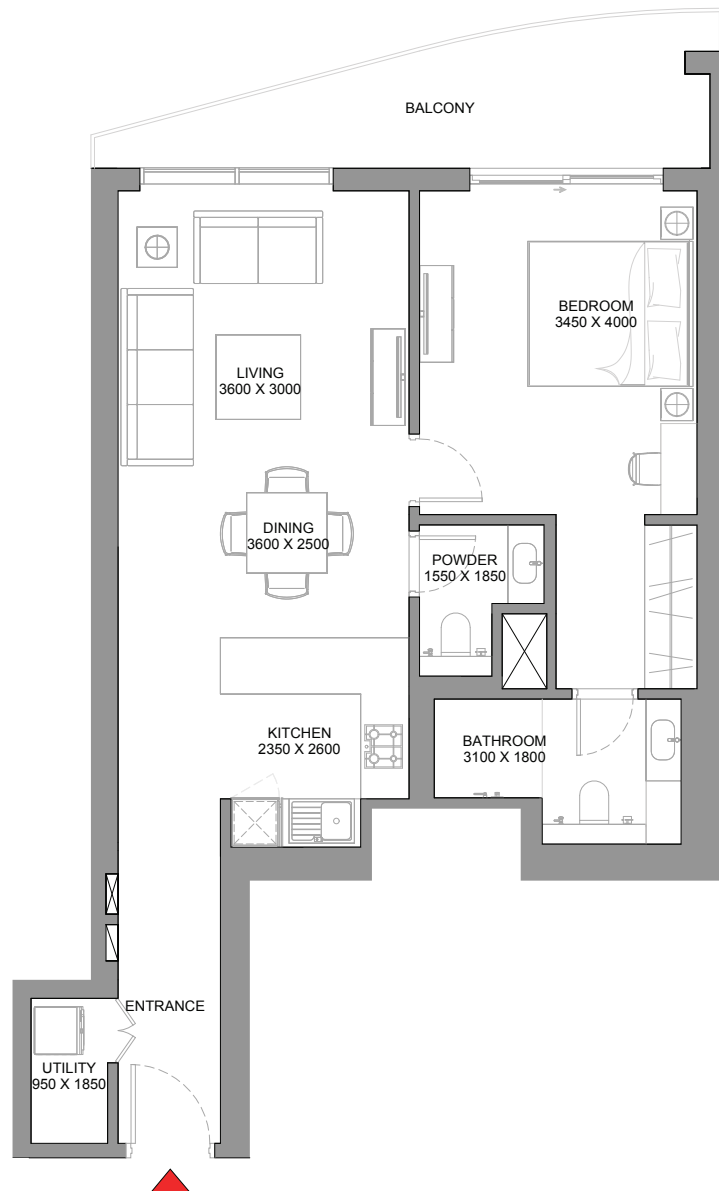 BALCONY
BEDROOM
3450 X 4000
LIVING
3600 X 3000
DINING
3600 X 2500
POWDER
1550 X 1850
KITCHEN
2350 X 2600
BATHROOM
3100 X 1800
ENTRANCE
UTILITY
950 X 1850